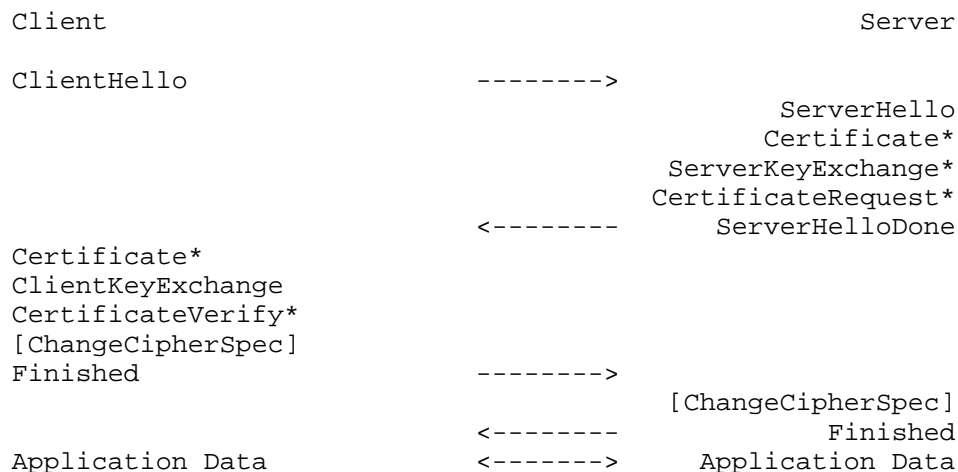 Client                                               Server

ClientHello                  -------->
                                                ServerHello
                                               Certificate*
                                         ServerKeyExchange*
                                        CertificateRequest*
                             <--------      ServerHelloDone
Certificate*
ClientKeyExchange
CertificateVerify*
[ChangeCipherSpec]
Finished                     -------->
                                         [ChangeCipherSpec]
                             <--------             Finished
Application Data             <------->     Application Data